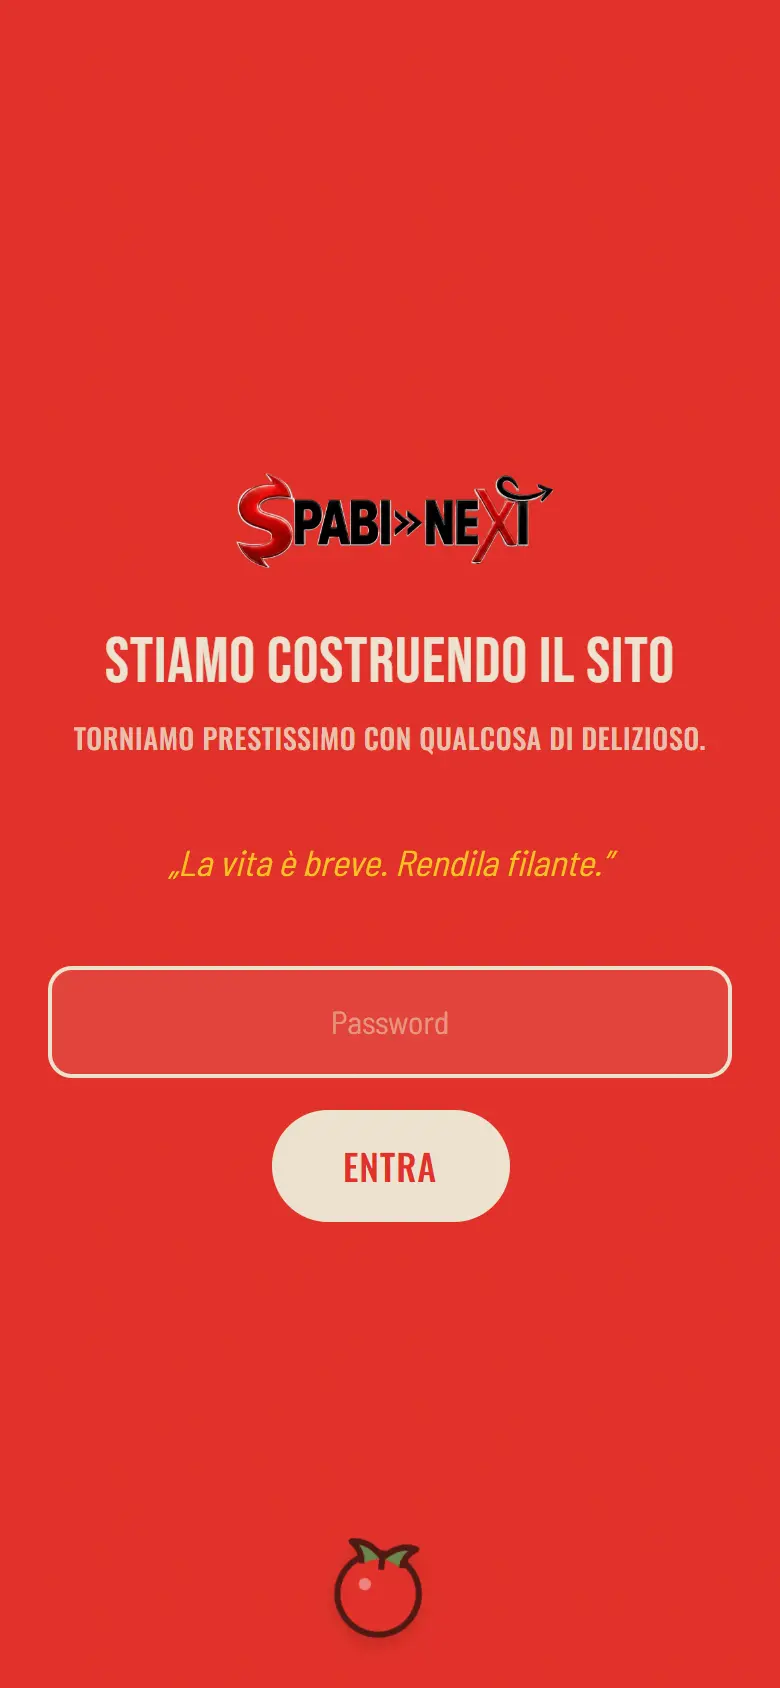 SPABI»NEXT
STIAMO COSTRUENDO IL SITO
TORNIAMO PRESTISSIMO CON QUALCOSA DI DELIZIOSO.
„La vita è breve. Rendila filante.”
Password
ENTRA